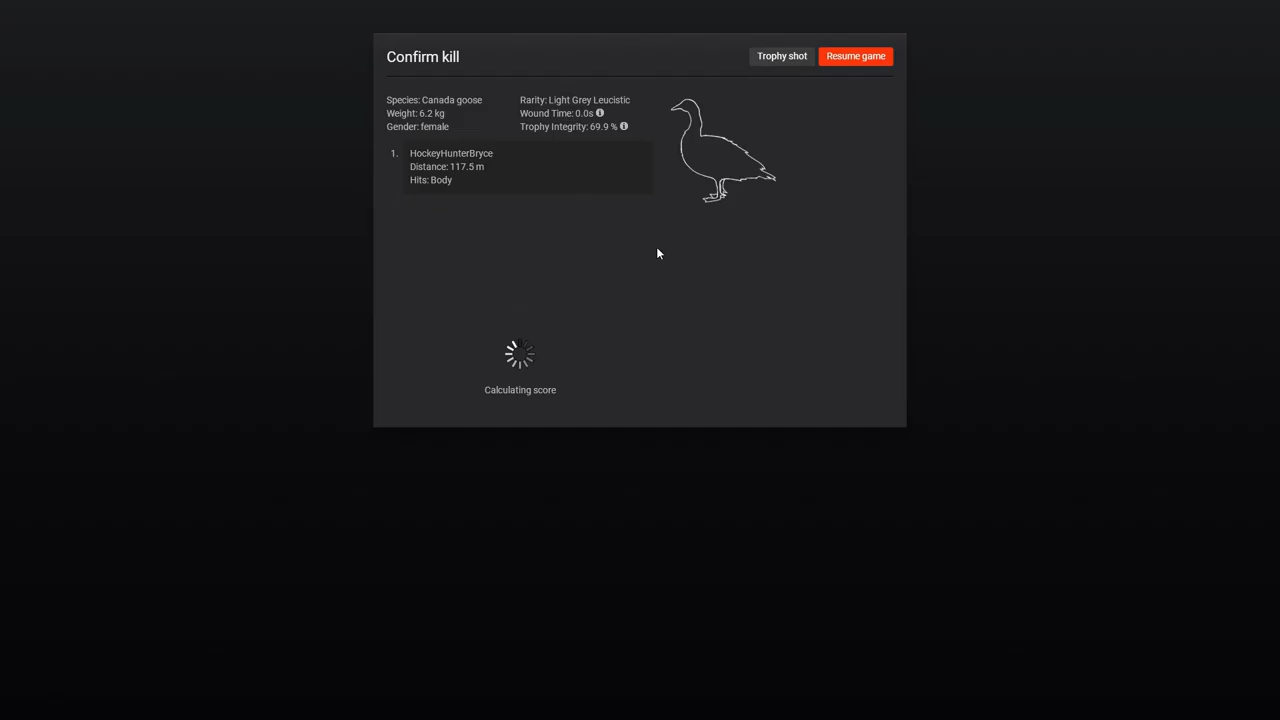 Confirm kill
Trophy shot
Resume game
Species: Canada goose
Weight: 6.2 kg
Gender: female
Rarity: Light Grey Leucistic
Wound Time: 0.0s
Trophy Integrity: 69.9 %
1. HockeyHunterBryce
Distance: 117.5 m
Hits: Body
Calculating score